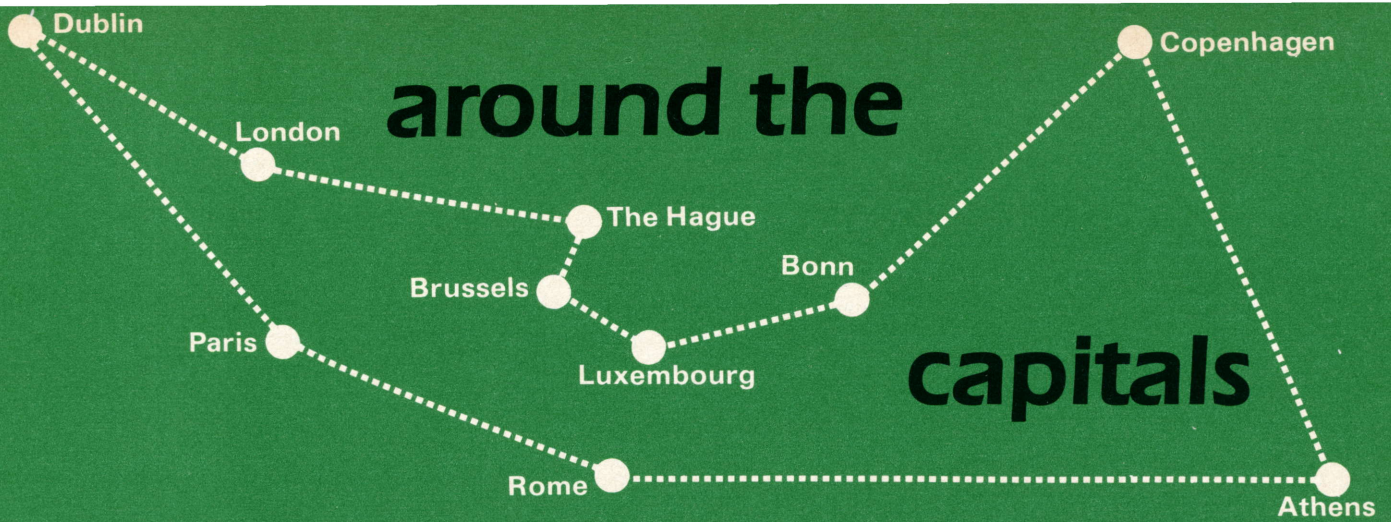 Dublin
Copenhagen
around the
London
The Hague
Bonn
Brussels
Paris
Luxembourg
capitals
Rome
Athens